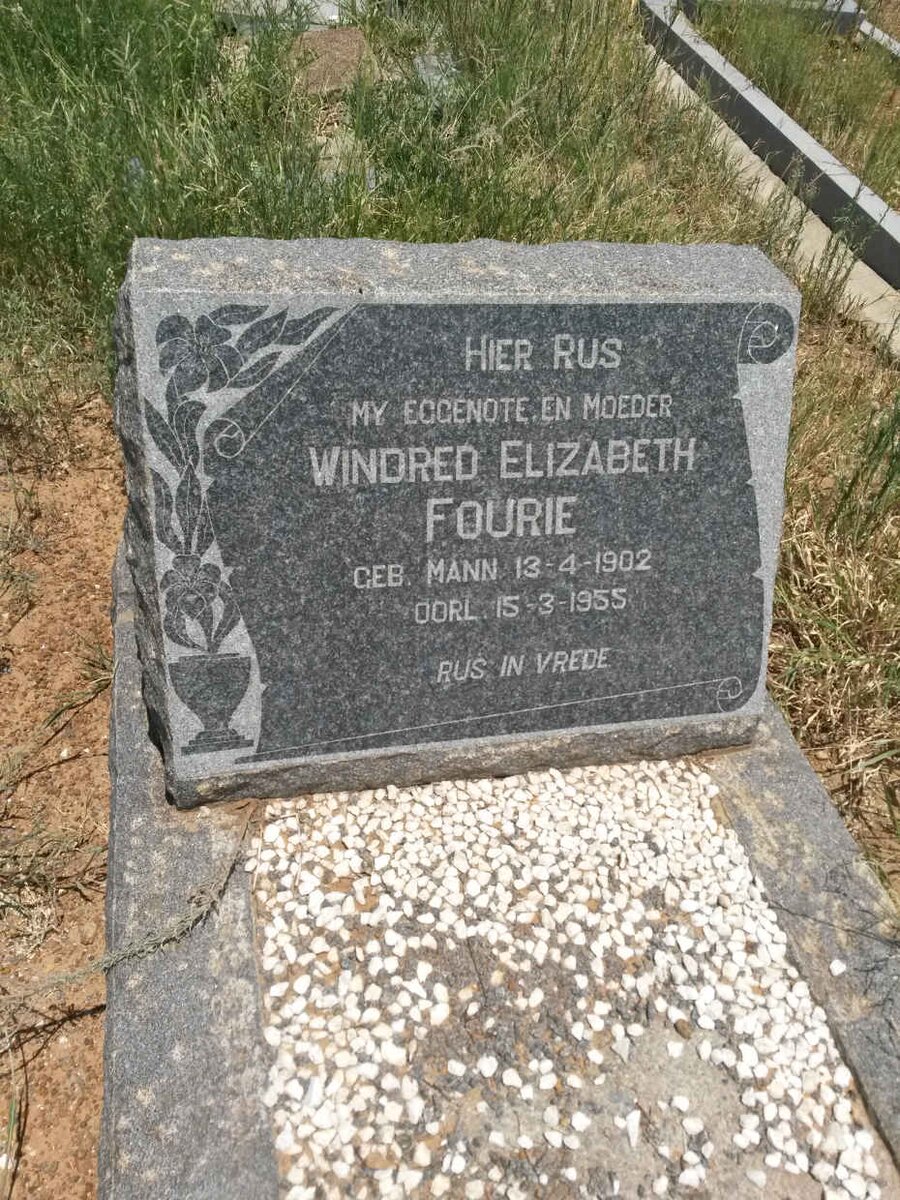 HIER RUS
MY EGGENOTE, EN MOEDER
WINDRED ELIZABETH
FOURIE
GEB. MANN. 13-4-1902
OORL. 15-3-1955
RUS IN VREDE